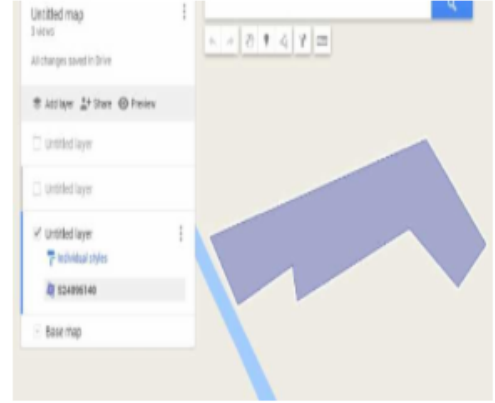 Untitled map
3 views
All changes saved in Drive
Add layer Share Preview
Untitled layer
Untitled layer
Untitled layer
Individual styles
524896140
Base map